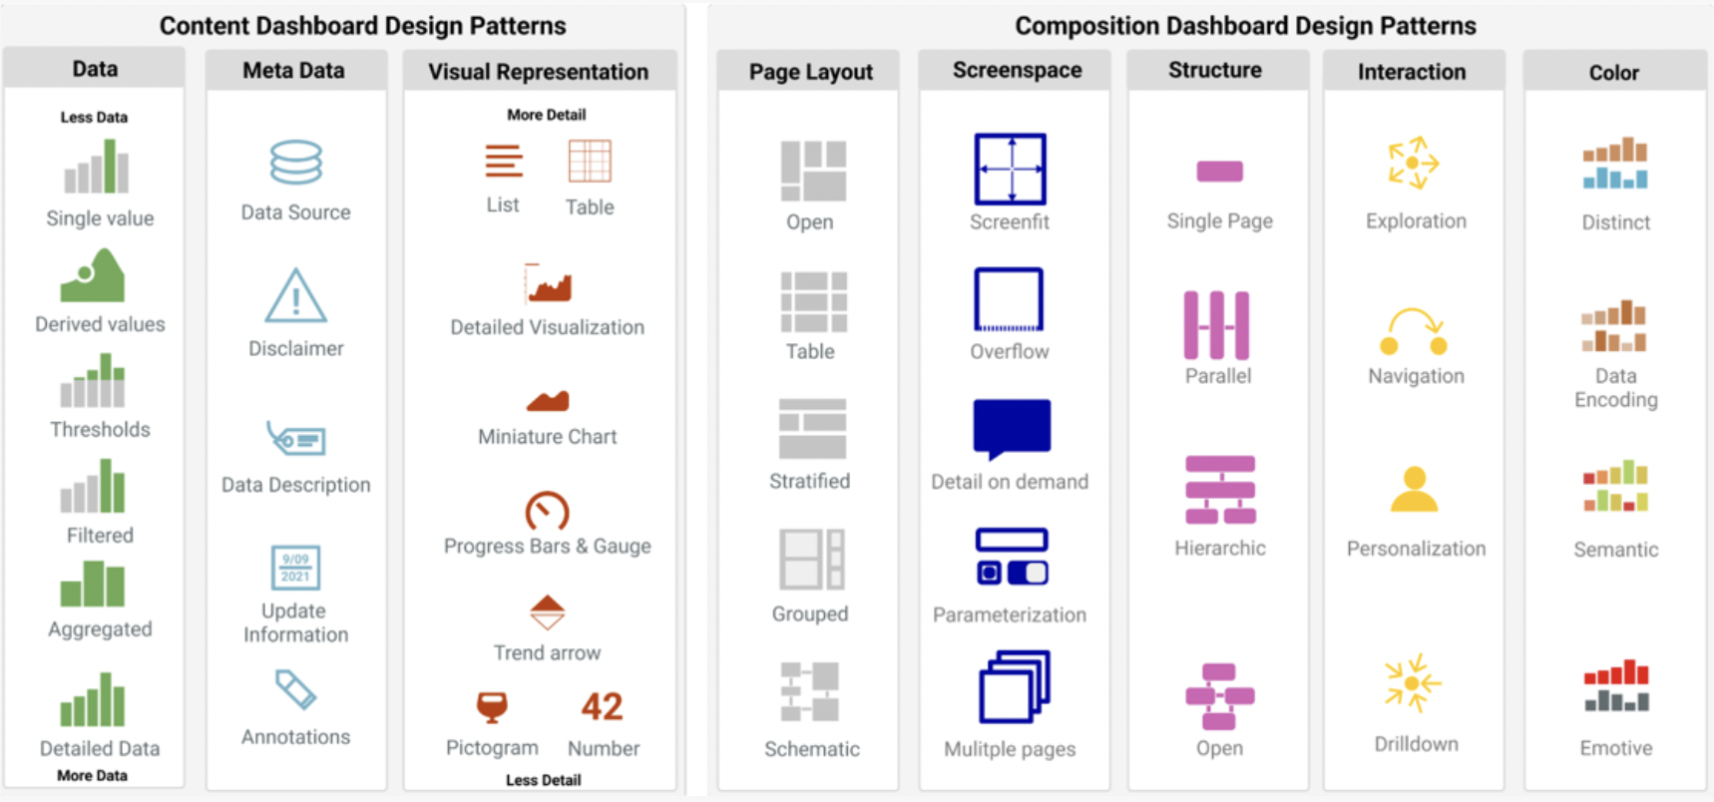 Content Dashboard Design Patterns
Data
Less Data
Single value
Derived values
Thresholds
Filtered
Aggregated
Detailed Data
More Data
Meta Data
Data Source
Disclaimer
Data Description
9/09
2021
Update
Information
Annotations
Visual Representation
More Detail
List
Table
Detailed Visualization
Miniature Chart
Progress Bars & Gauge
Trend arrow
42
Pictogram
Number
Less Detail
Composition Dashboard Design Patterns
Page Layout
Open
Table
Stratified
Grouped
Schematic
Screenspace
Screenfit
Overflow
Detail on demand
Parameterization
Mulitple pages
Structure
Single Page
Parallel
Hierarchic
Open
Interaction
Exploration
Navigation
Personalization
Drilldown
Color
Distinct
Data
Encoding
Semantic
Emotive